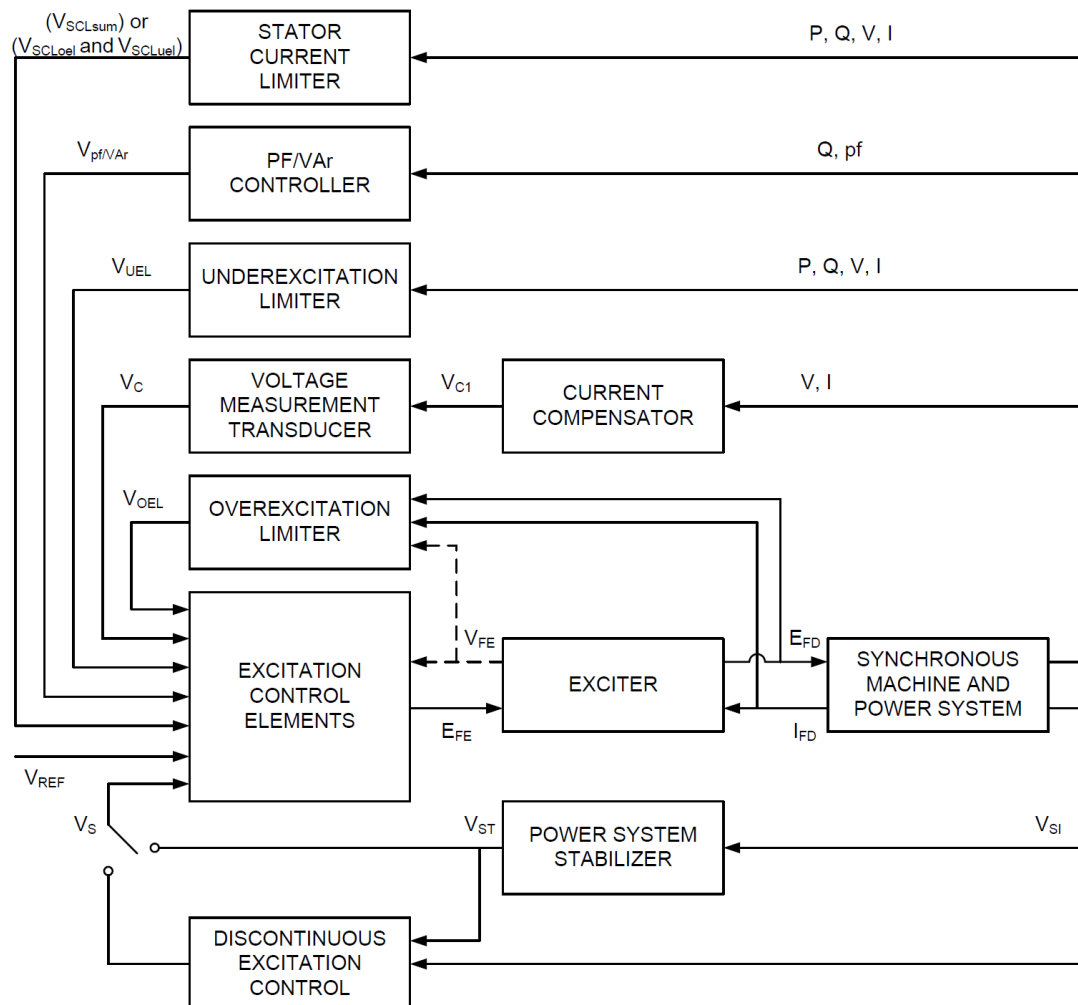 (VSCLsum) or
(VSCLoel and VSCLuel)
STATOR
CURRENT
LIMITER
P, Q, V, I
Vpf/VAr
PF/VAr
CONTROLLER
Q, pf
VUEL
UNDEREXCITATION
LIMITER
P, Q, V, I
VC
VOLTAGE
MEASUREMENT
TRANSDUCER
VC1
CURRENT
COMPENSATOR
V, I
VOEL
OVEREXCITATION
LIMITER
EXCITATION
CONTROL
ELEMENTS
VFE
EFE
EXCITER
EFD
IFD
SYNCHRONOUS
MACHINE AND
POWER SYSTEM
VREF
VS
VST
POWER SYSTEM
STABILIZER
VSI
DISCONTINUOUS
EXCITATION
CONTROL